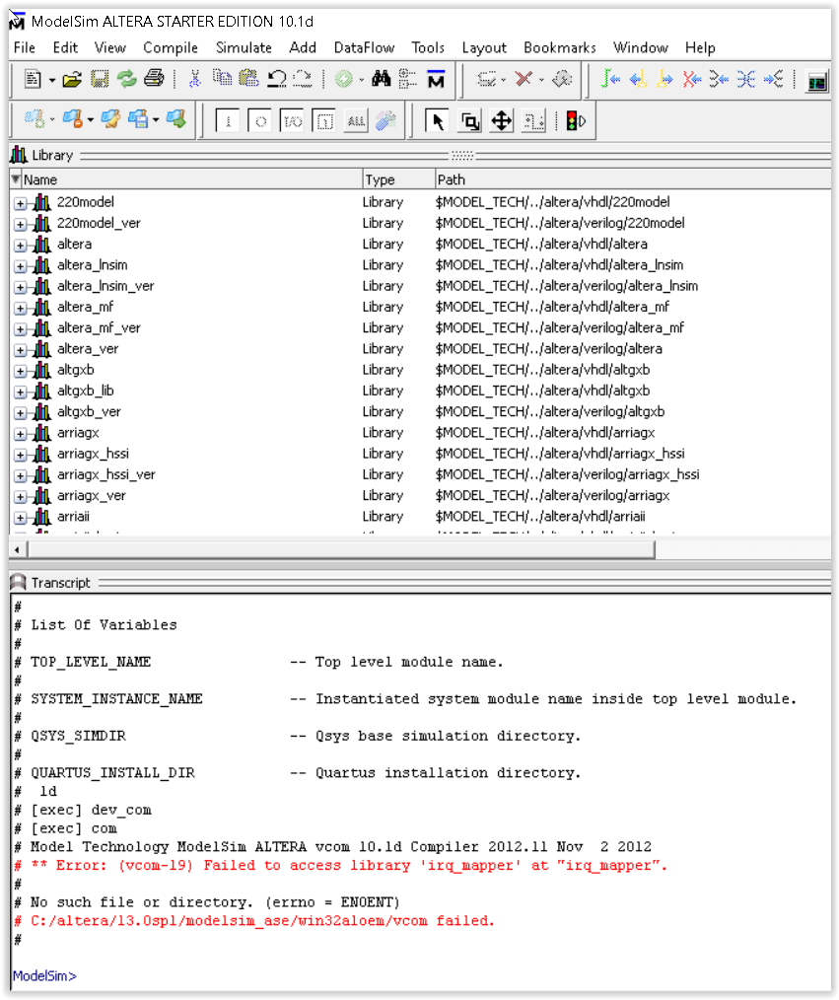 ModelSim ALTERA STARTER EDITION 10.1d
File Edit View Compile Simulate Add DataFlow Tools Layout Bookmarks Window Help
Library
Name Type Path
220model Library $MODEL_TECH/../altera/vhdl/220model
220model_ver Library $MODEL_TECH/../altera/verilog/220model
altera Library $MODEL_TECH/../altera/vhdl/altera
altera_lnsim Library $MODEL_TECH/../altera/vhdl/altera_lnsim
altera_lnsim_ver Library $MODEL_TECH/../altera/verilog/altera_lnsim
altera_mf Library $MODEL_TECH/../altera/vhdl/altera_mf
altera_mf_ver Library $MODEL_TECH/../altera/verilog/altera_mf
altera_ver Library $MODEL_TECH/../altera/verilog/altera
altgxb Library $MODEL_TECH/../altera/vhdl/altgxb
altgxb_lib Library $MODEL_TECH/../altera/vhdl/altgxb
altgxb_ver Library $MODEL_TECH/../altera/verilog/altgxb
arriagx Library $MODEL_TECH/../altera/vhdl/arriagx
arriagx_hssi Library $MODEL_TECH/../altera/vhdl/arriagx_hssi
arriagx_hssi_ver Library $MODEL_TECH/../altera/verilog/arriagx_hssi
arriagx_ver Library $MODEL_TECH/../altera/verilog/arriagx
arriaii Library $MODEL_TECH/../altera/vhdl/arriaii
Transcript
#
# List Of Variables
#
# TOP_LEVEL_NAME -- Top level module name.
#
# SYSTEM_INSTANCE_NAME -- Instantiated system module name inside top level module.
#
# QSYS_SIMDIR -- Qsys base simulation directory.
#
# QUARTUS_INSTALL_DIR -- Quartus installation directory.
# ld
# [exec] dev_com
# [exec] com
# Model Technology ModelSim ALTERA vcom 10.1d Compiler 2012.11 Nov 2 2012
# ** Error: (vcom-19) Failed to access library 'irq_mapper' at "irq_mapper".
#
# No such file or directory. (errno = ENOENT)
# C:/altera/13.0sp1/modelsim_ase/win32aloem/vcom failed.
#
ModelSim>